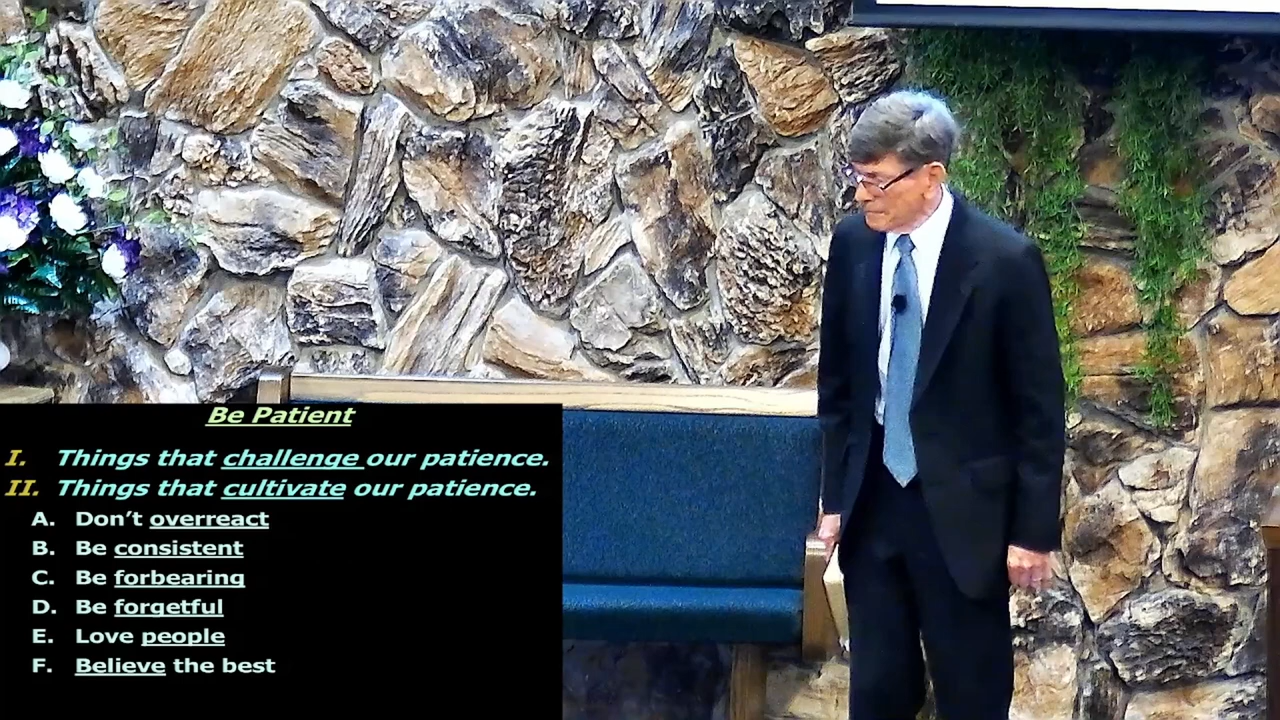 Be Patient
I. Things that challenge our patience.
II. Things that cultivate our patience.
A. Don’t overreact
B. Be consistent
C. Be forbearing
D. Be forgetful
E. Love people
F. Believe the best